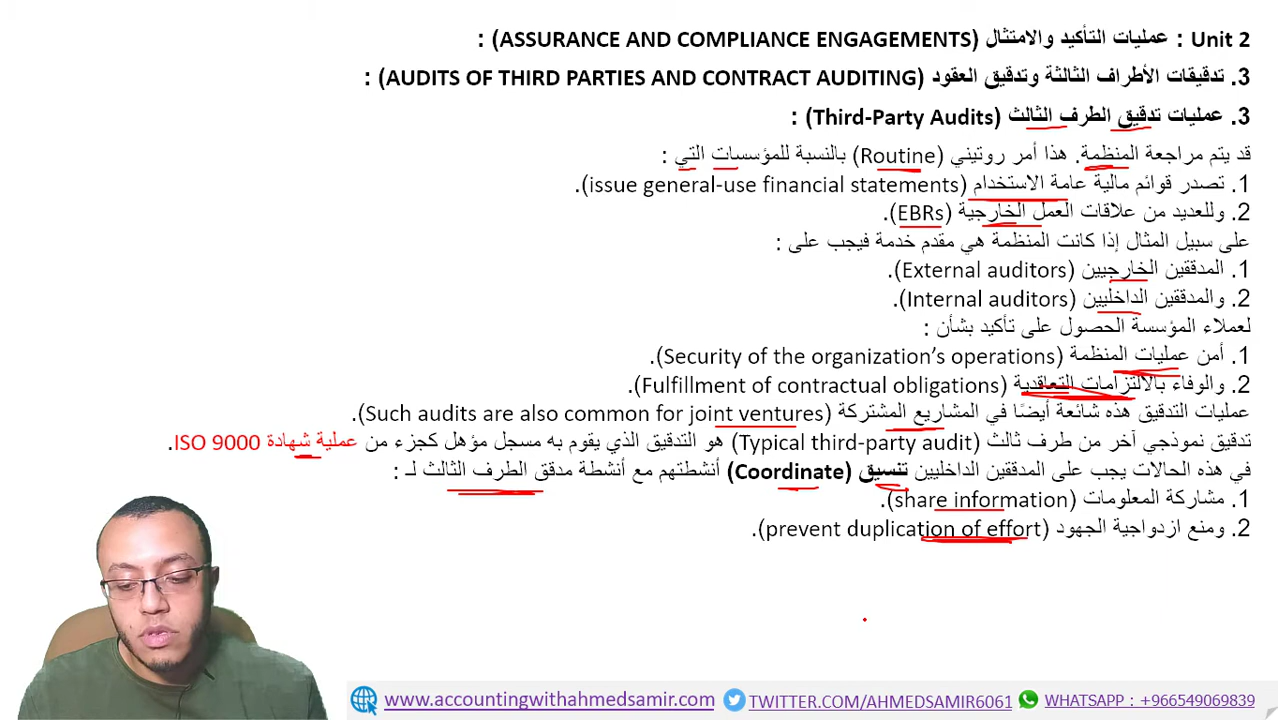 Unit 2 : عمليات التأكيد والامتثال (ASSURANCE AND COMPLIANCE ENGAGEMENTS) :
3. تدقيقات الأطراف الثالثة وتدقيق العقود (AUDITS OF THIRD PARTIES AND CONTRACT AUDITING) :
3. عمليات تدقيق الطرف الثالث (Third-Party Audits) :
قد يتم مراجعة المنظمة. هذا أمر روتيني (Routine) بالنسبة للمؤسسات التي :
1. تصدر قوائم مالية عامة الاستخدام (issue general-use financial statements).
2. وللعديد من علاقات العمل الخارجية (EBRs).
على سبيل المثال إذا كانت المنظمة هي مقدم خدمة فيجب على :
1. المدققين الخارجيين (External auditors).
2. والمدققين الداخليين (Internal auditors).
لعملاء المؤسسة الحصول على تأكيد بشأن :
1. أمن عمليات المنظمة (Security of the organization’s operations).
2. والوفاء بالالتزامات التعاقدية (Fulfillment of contractual obligations).
عمليات التدقيق هذه شائعة أيضًا في المشاريع المشتركة (Such audits are also common for joint ventures).
تدقيق نموذجي آخر من طرف ثالث (Typical third-party audit) هو التدقيق الذي يقوم به مسجل مؤهل كجزء من عملية شهادة ISO 9000.
في هذه الحالات يجب على المدققين الداخليين تنسيق (Coordinate) أنشطتهم مع أنشطة مدقق الطرف الثالث لـ :
1. مشاركة المعلومات (share information).
2. ومنع ازدواجية الجهود (prevent duplication of effort).
www.accountingwithahmedsamir.com TWITTER.COM/AHMEDSAMIR6061 WHATSAPP : +966549069839